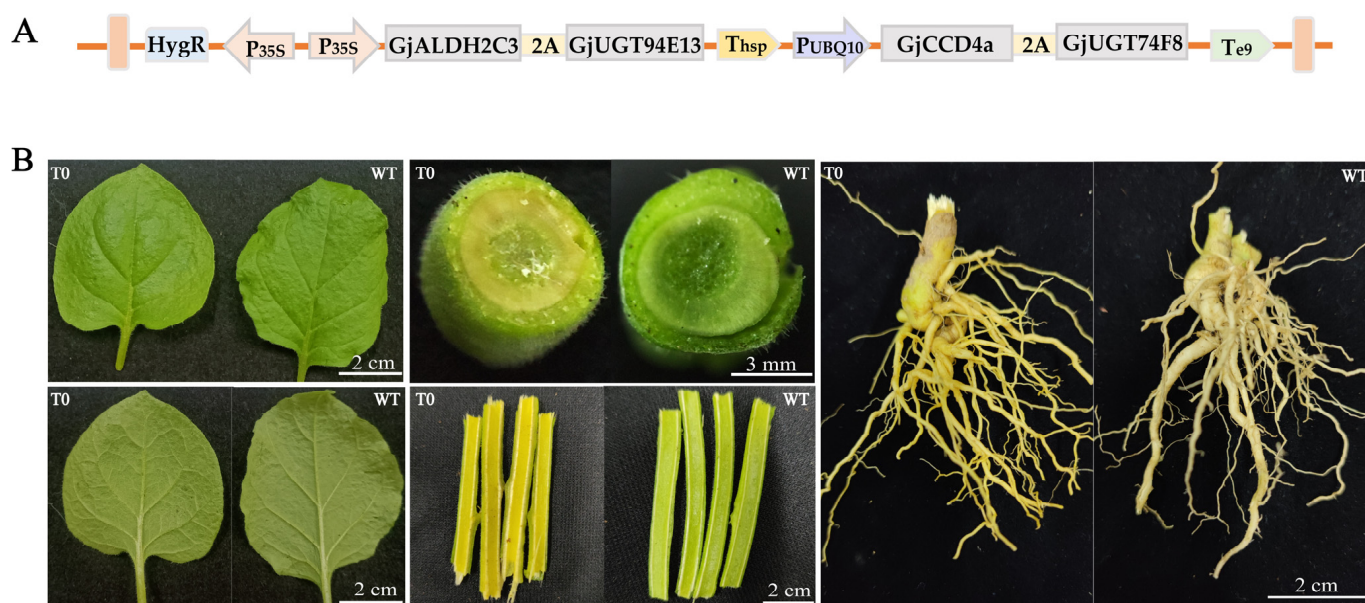 A
HygR P35S P35S GjALDH2C3 2A GjUGT94E13 Thsp PUBQ10 GjCCD4a 2A GjUGT74F8 Te9
B
T0 WT T0 WT T0 WT
2 cm 3 mm
T0 WT T0 WT
2 cm 2 cm 2 cm